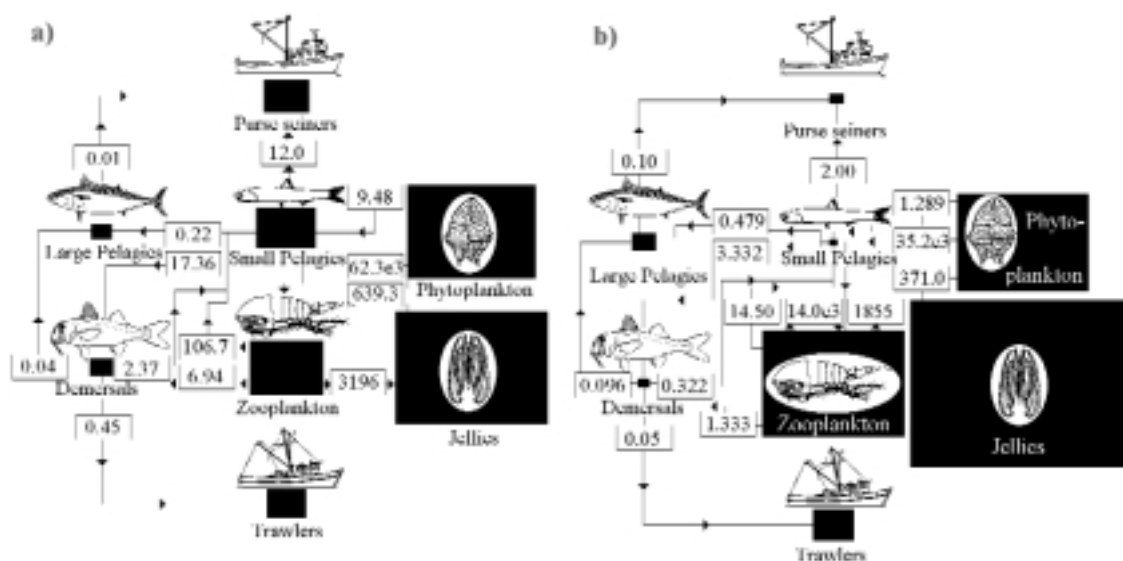 a)
Purse seiners
12.0
0.01
9.48
0.22
Large Pelagics
Small Pelagics
17.36
62.3e3
Phytoplankton
639.3
106.7
0.04
2.37
6.94
3196
Demersals
Zooplankton
Jellies
0.45
Trawlers
b)
Purse seiners
0.10
2.00
1.289
0.479
Phyto-
35.2e3
3.332
Small Pelagics
plankton
Large Pelagics
371.0
14.50
14.0e3
1855
0.096
0.322
Demersals
1.333
Zooplankton
0.05
Jellies
Trawlers